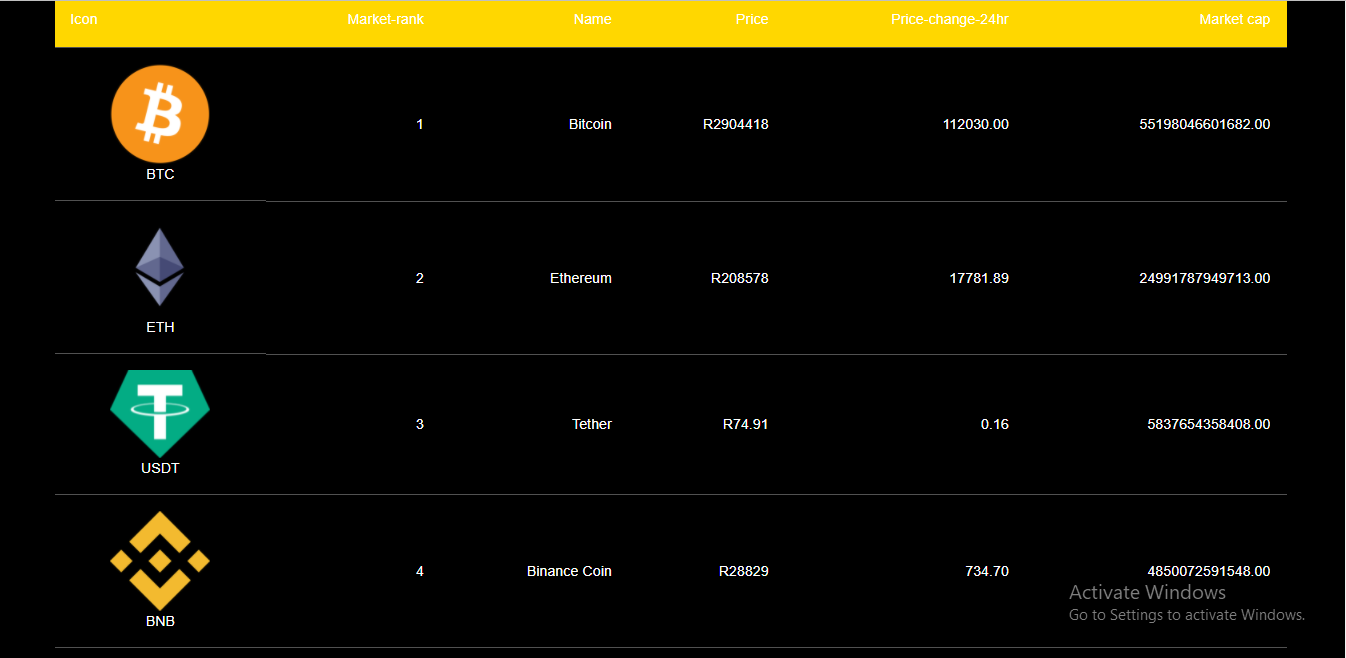 Icon Market-rank Name Price Price-change-24hr Market cap
1 Bitcoin R2904418 112030.00 55198046601682.00
BTC
2 Ethereum R208578 17781.89 24991787949713.00
ETH
3 Tether R74.91 0.16 5837654358408.00
USDT
4 Binance Coin R28829 734.70 4850072591548.00
BNB
Activate Windows
Go to Settings to activate Windows.